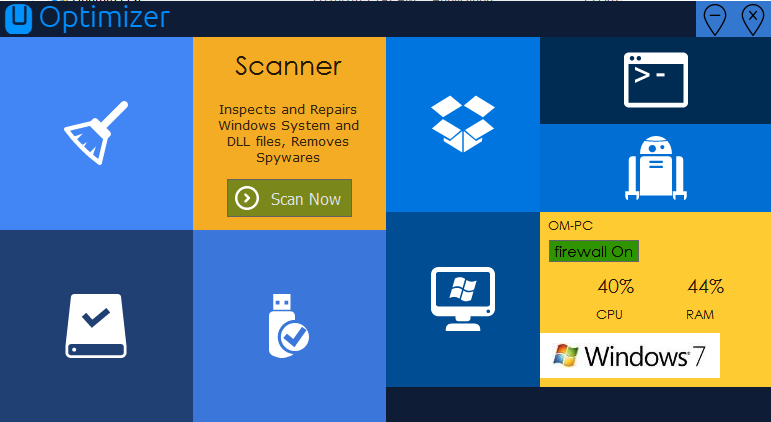 U Optimizer
Scanner
Inspects and Repairs
Windows System and
DLL files, Removes
Spywares
Scan Now
OM-PC
firewall On
40% 44%
CPU RAM
Windows 7